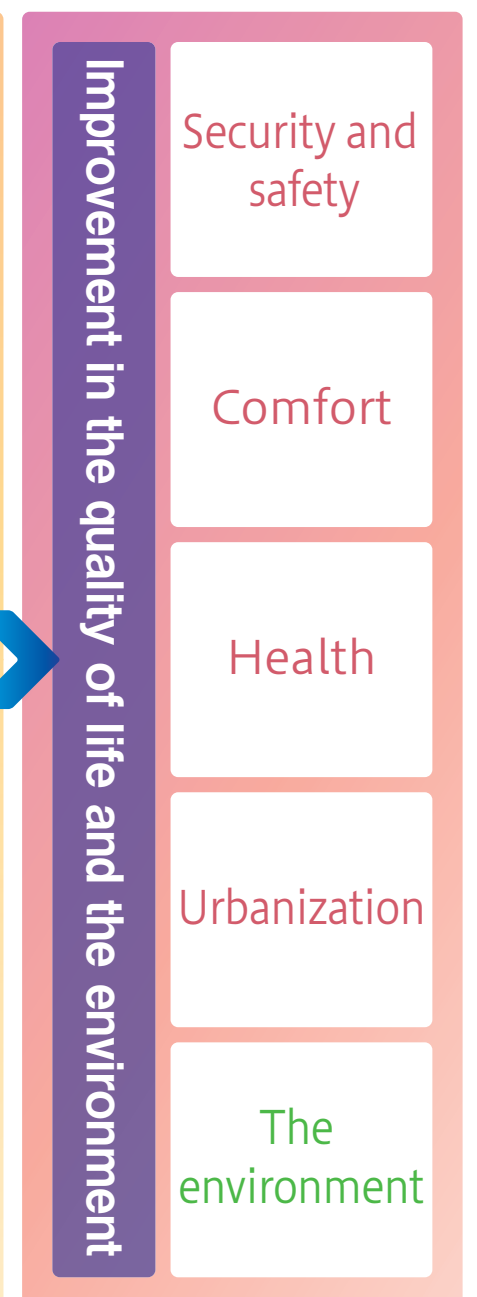 Improvement in the quality of life and the environment
Security and
safety
Comfort
Health
Urbanization
The
environment